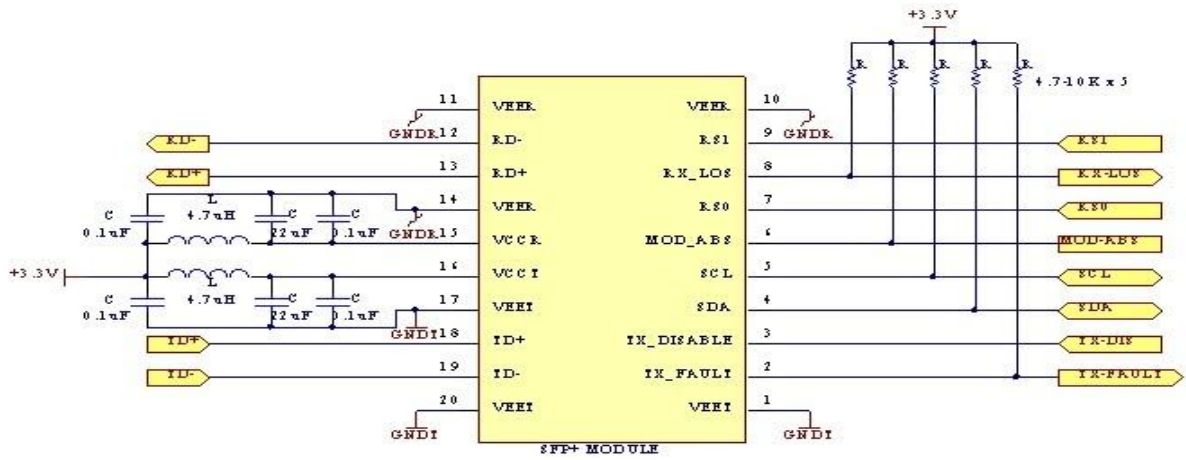 +3.3V
R R R R R
4.7-10K x 5
11 VEER VEER 10
GNDR GNDR
RD- 12 RD- RS1 9 RS1
RD+ 13 RD+ RX_LOS 8 RX-LOS
L
C 4.7uH C C 14 VEER RS0 7 RS0
0.1uF 22uF 0.1uF GNDR 15 VCCR MOD_ABS 6 MOD-ABS
+3.3V 16 VCCT SCL 5 SCL
L
C 4.7uH C C 17 VEET SDA 4 SDA
0.1uF 22uF 0.1uF GNDT
TD+ 18 TD+ TX_DISABLE 3 TX-DIS
TD- 19 TD- TX_FAULT 2 TX-FAULT
20 VEET VEET 1
GNDT GNDT
SFP+ MODULE